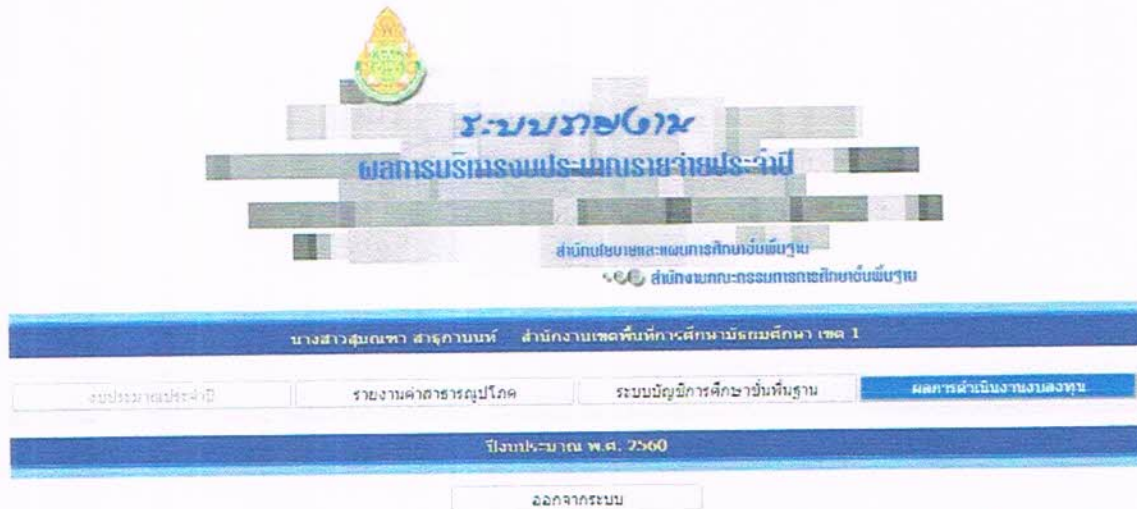 ระบบรายงาน
ผลการบริหารงบประมาณรายจ่ายประจำปี
สำนักนโยบายและแผนการศึกษาขั้นพื้นฐาน
สำนักงานคณะกรรมการการศึกษาขั้นพื้นฐาน
นางสาวสุมณฑา สาธุภานนท์ สำนักงานเขตพื้นที่การศึกษามัธยมศึกษา เขต 1
งบประมาณประจำปี รายงานค่าสาธารณูปโภค ระบบบัญชีการศึกษาขั้นพื้นฐาน ผลการดำเนินงานงบลงทุน
ปีงบประมาณ พ.ศ. 2560
ออกจากระบบ